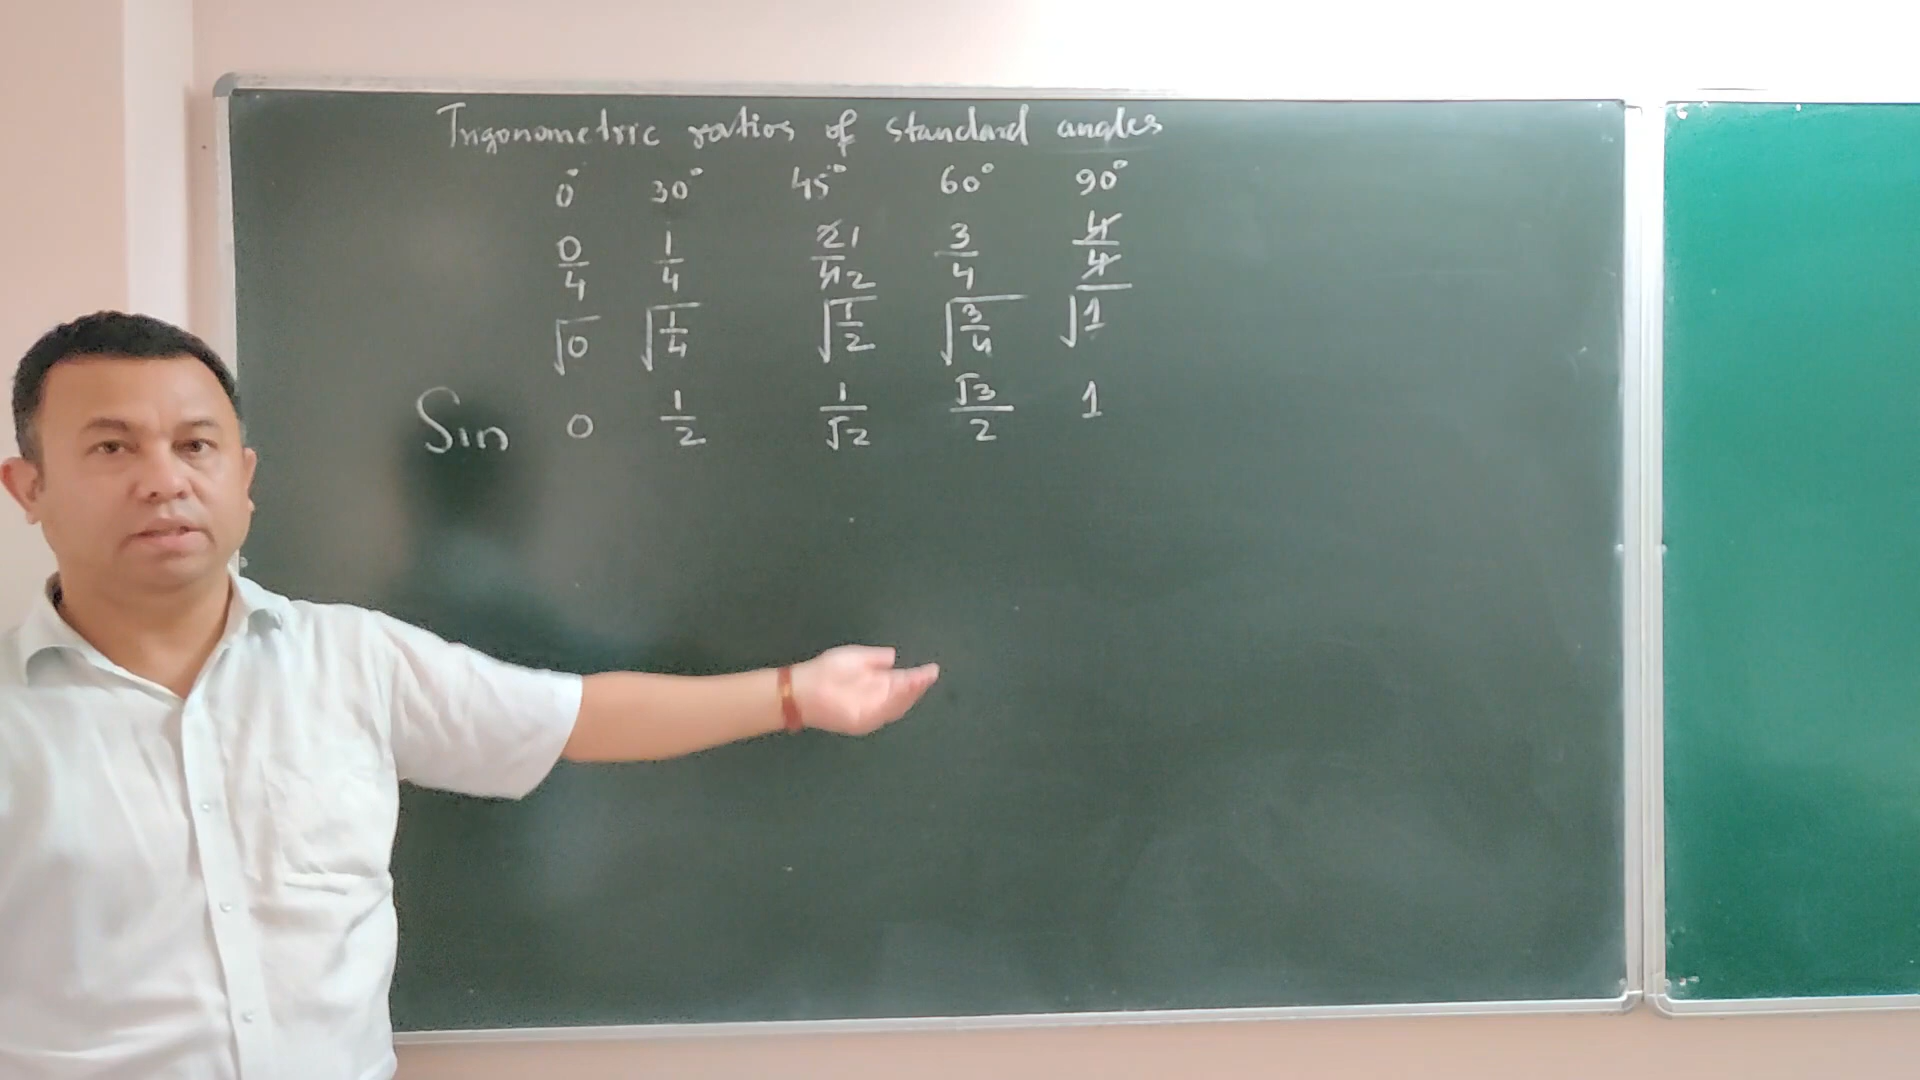 Trigonometric ratios of standard angles
0° 30° 45° 60° 90°
0/4 1/4 2̶1/4̶2 3/4 4̶/4̶
√0 √(1/4) √(1/2) √(3/4) √1
Sin 0 1/2 1/√2 √3/2 1